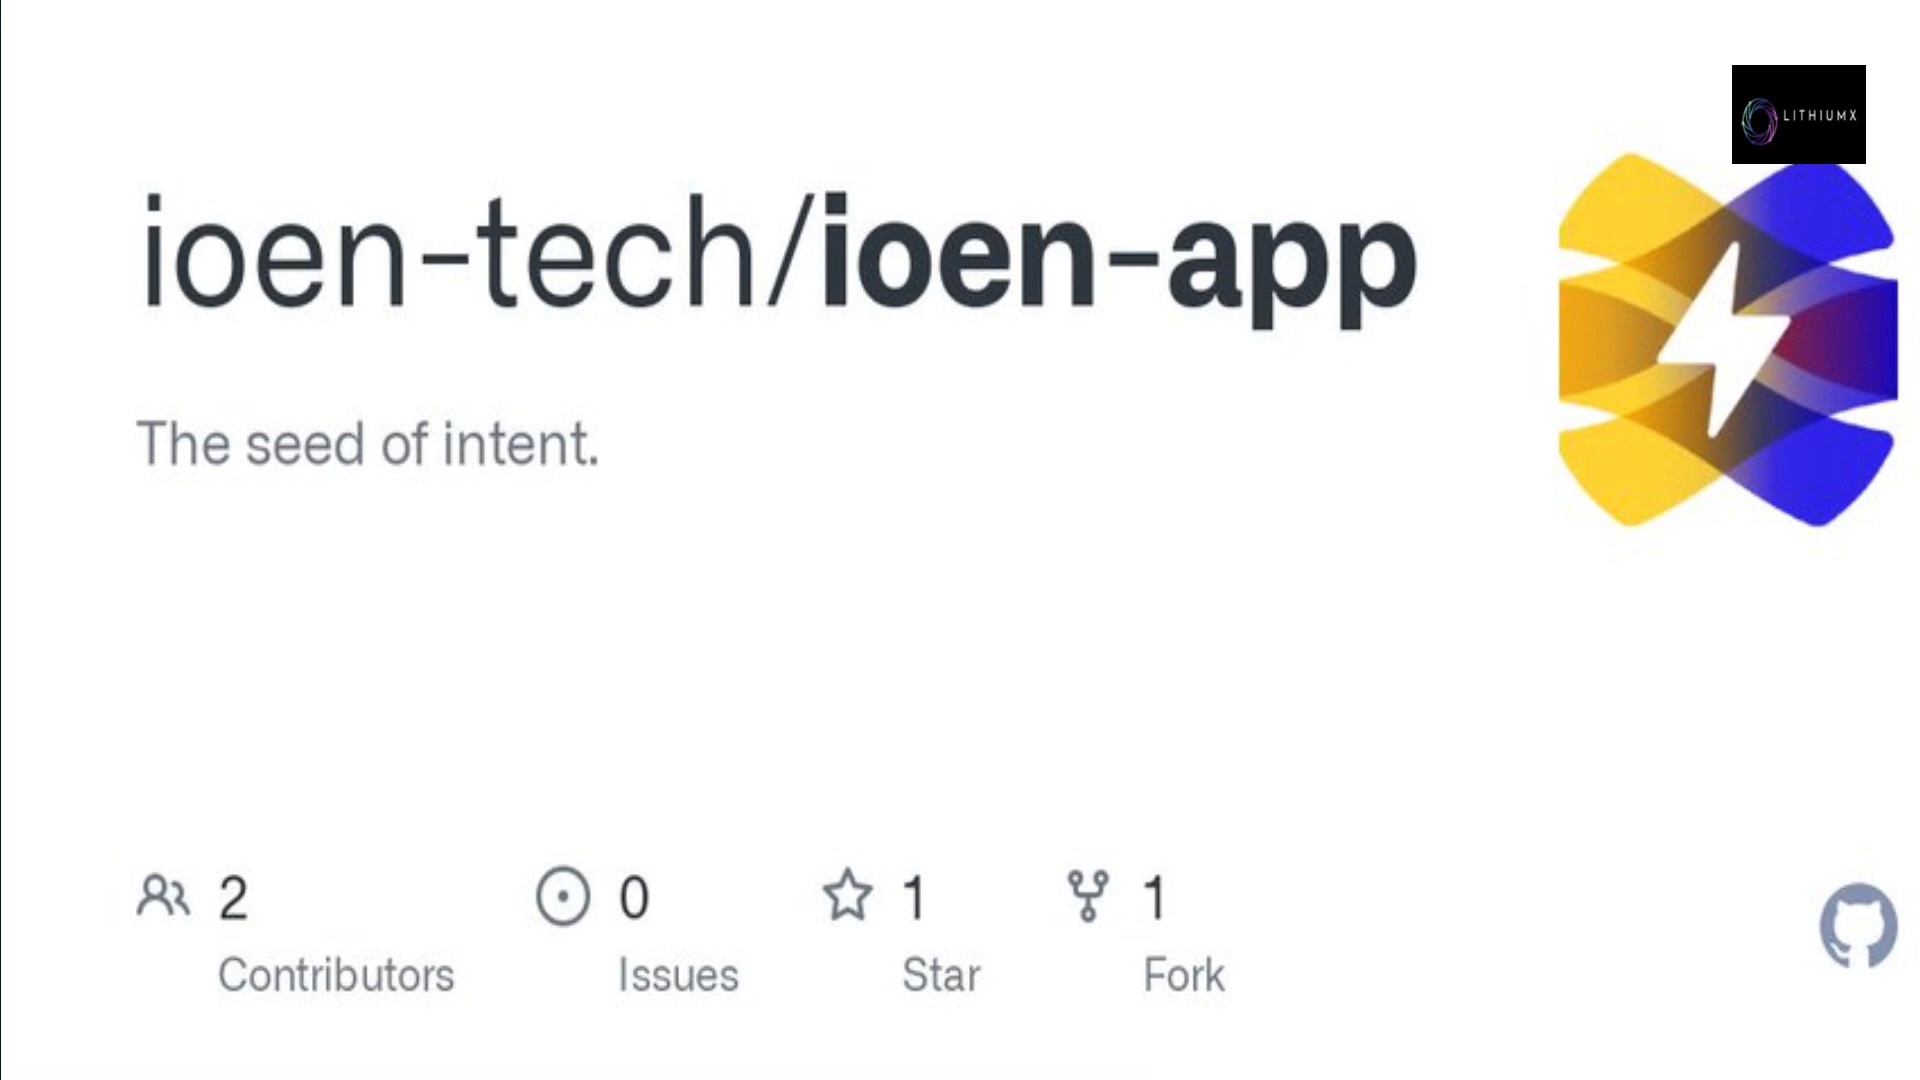 LITHIUMX
ioen-tech/ioen-app
The seed of intent.
2 0 1 1
Contributors Issues Star Fork